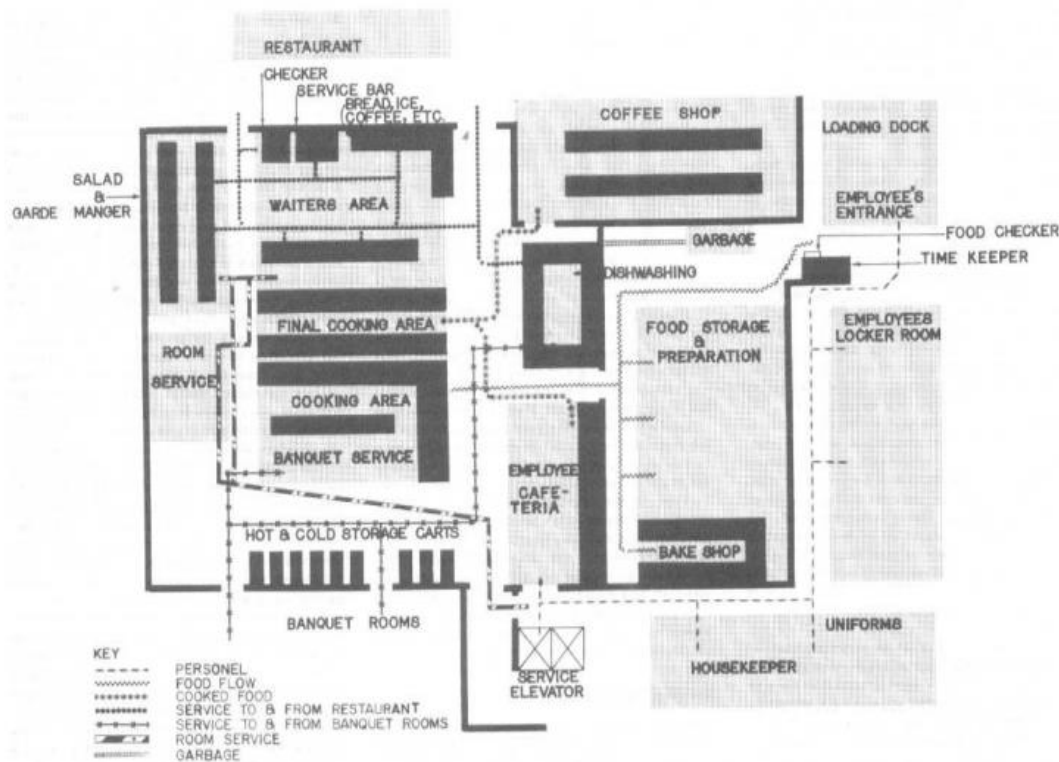 RESTAURANT
CHECKER
SERVICE BAR
BREAD, ICE,
COFFEE, ETC.
COFFEE SHOP
LOADING DOCK
SALAD
&
GARDE MANGER
WAITERS AREA
EMPLOYEE'S
ENTRANCE
FOOD CHECKER
GARBAGE
TIME KEEPER
DISHWASHING
FINAL COOKING AREA
FOOD STORAGE
&
PREPARATION
EMPLOYEES
LOCKER ROOM
ROOM
SERVICE
COOKING AREA
BANQUET SERVICE
EMPLOYEE
CAFE-
TERIA
HOT & COLD STORAGE CARTS
BAKE SHOP
BANQUET ROOMS
UNIFORMS
HOUSEKEEPER
SERVICE
ELEVATOR
KEY
PERSONEL
FOOD FLOW
COOKED FOOD
SERVICE TO & FROM RESTAURANT
SERVICE TO & FROM BANQUET ROOMS
ROOM SERVICE
GARBAGE